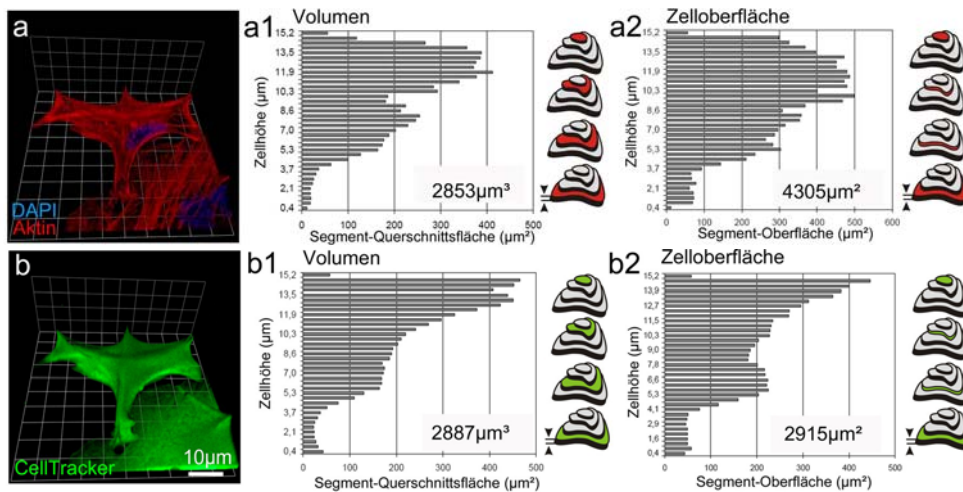 a
DAPI
Aktin
a1 Volumen
Zellhöhe (µm)
15,2
13,5
11,9
10,3
8,6
7,0
5,3
3,7
2,1
0,4
2853µm³
0 100 200 300 400 500
Segment-Querschnittsfläche (µm²)
a2 Zelloberfläche
Zellhöhe (µm)
15,2
13,5
11,9
10,3
8,6
7,0
5,3
3,7
2,1
0,4
4305µm²
0 100 200 300 400 500 600
Segment-Oberfläche (µm²)
b
CellTracker
10µm
b1 Volumen
Zellhöhe (µm)
15,2
13,5
11,9
10,3
8,6
7,0
5,3
3,7
2,1
0,4
2887µm³
0 100 200 300 400 500
Segment-Querschnittsfläche (µm²)
b2 Zelloberfläche
Zellhöhe (µm)
15,2
13,9
12,7
11,5
10,3
9,0
7,8
6,6
5,3
4,1
2,9
1,6
0,4
2915µm²
0 100 200 300 400 500
Segment-Oberfläche (µm²)